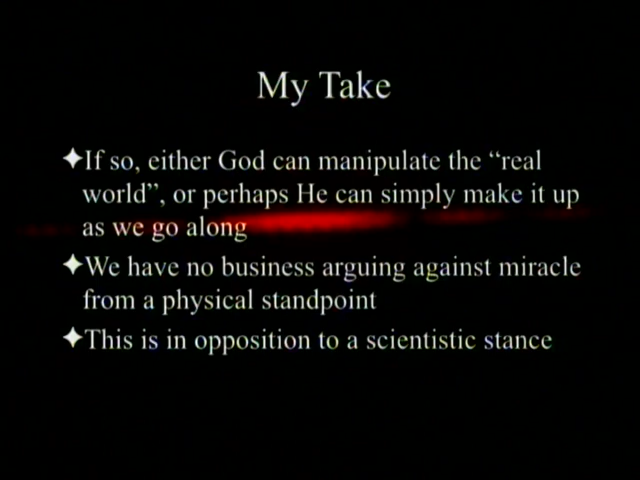 My Take
If so, either God can manipulate the “real
world”, or perhaps He can simply make it up
as we go along
We have no business arguing against miracle
from a physical standpoint
This is in opposition to a scientistic stance